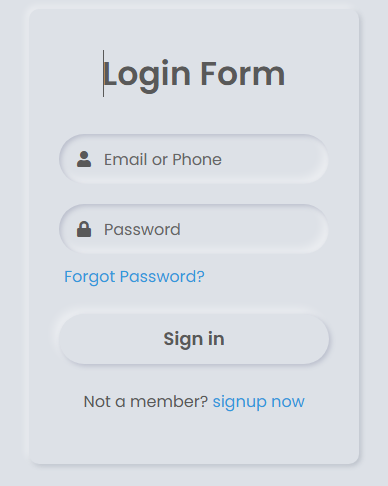 Login Form
Email or Phone
Password
Forgot Password?
Sign in
Not a member? signup now